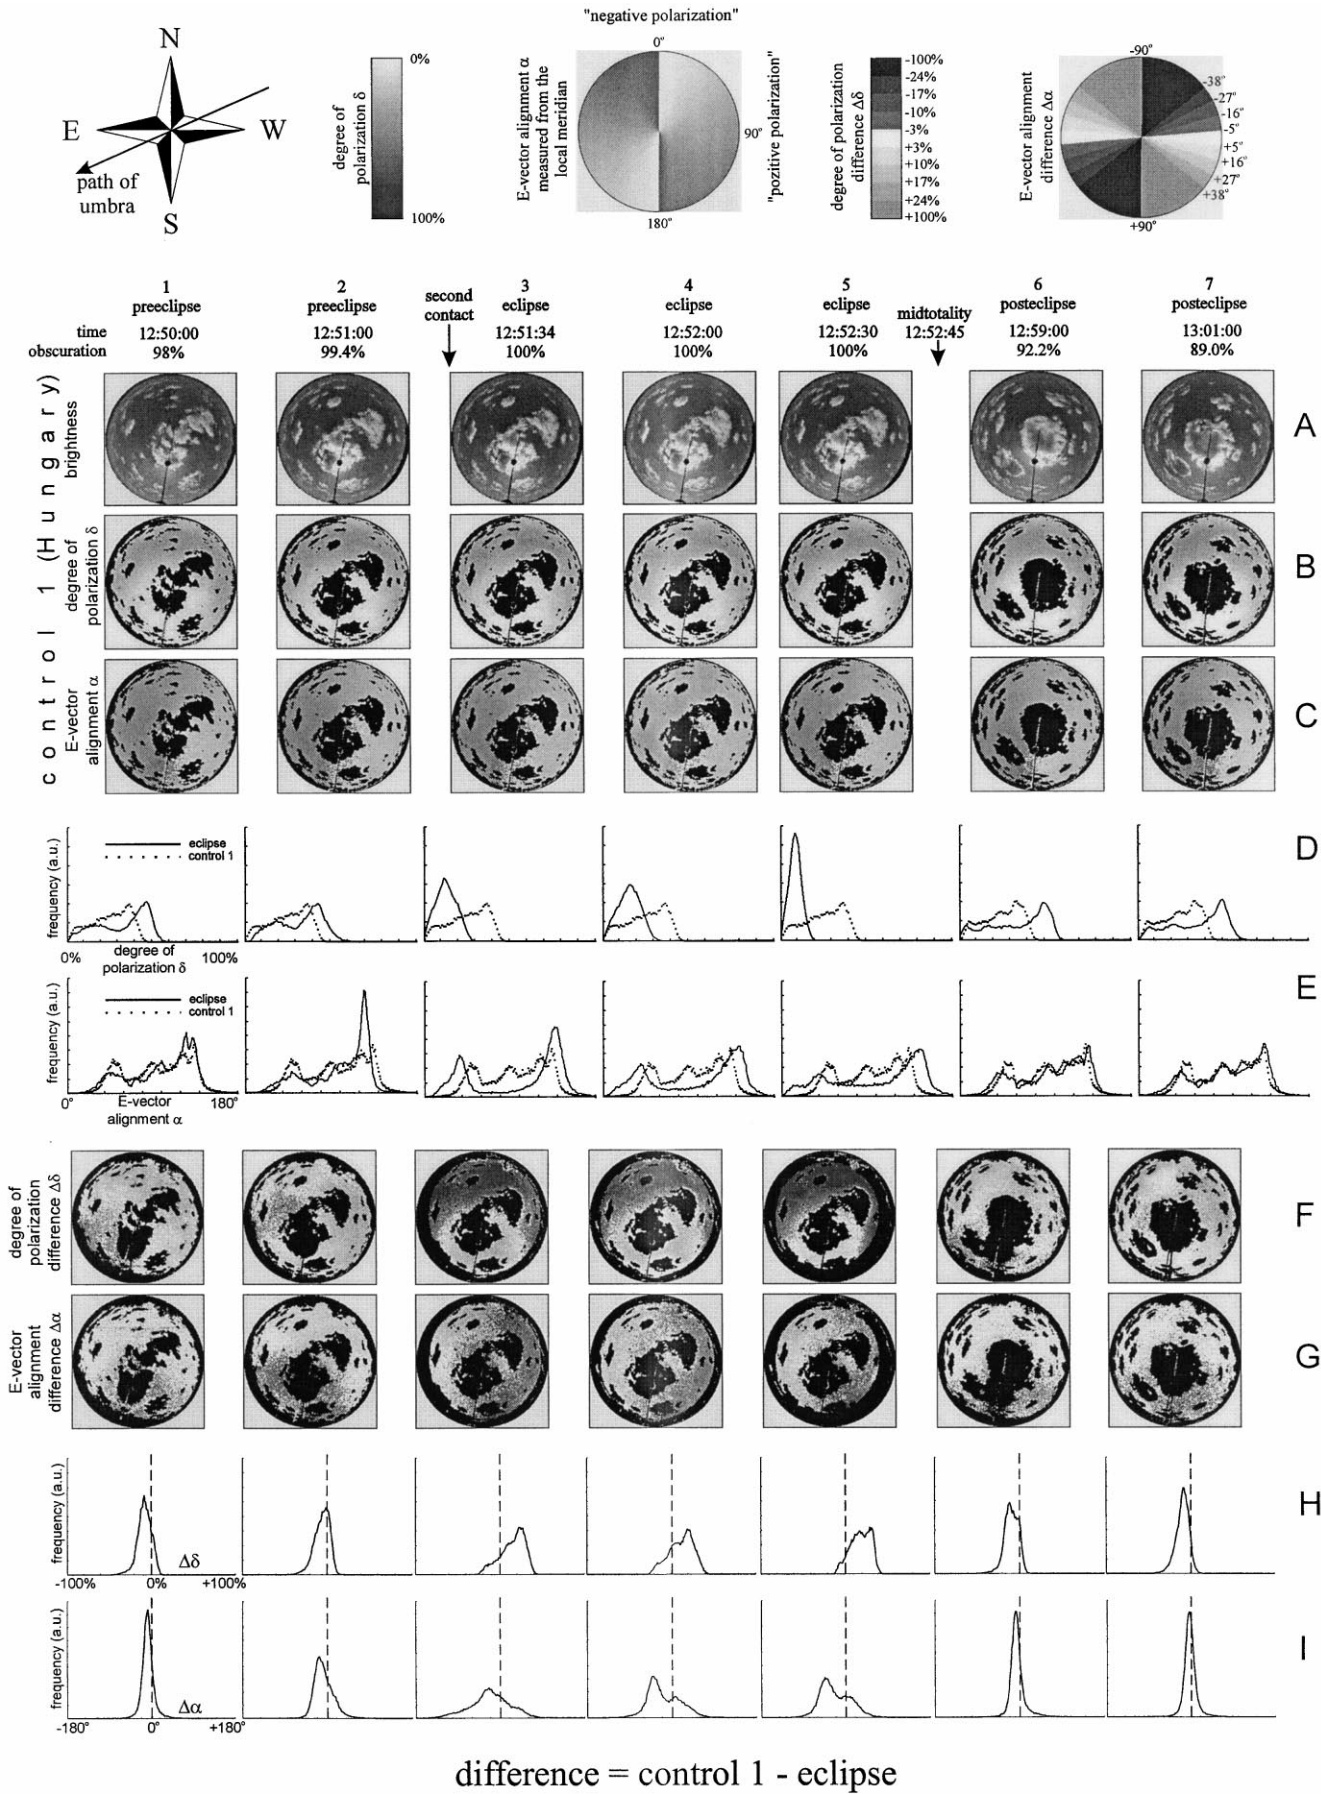 "negative polarization"
N
E
W
S
path of
umbra
degree of
polarization δ
0%
100%
E-vector alignment α
measured from the
local meridian
0°
90°
180°
"pozitive polarization"
degree of polarization
difference Δδ
-100%
-24%
-17%
-10%
-3%
+3%
+10%
+17%
+24%
+100%
E-vector alignment
difference Δα
-90°
-38°
-27°
-16°
-5°
+5°
+16°
+27°
+38°
+90°
1
preeclipse
2
preeclipse
second
contact
3
eclipse
4
eclipse
5
eclipse
midtotality
6
posteclipse
7
posteclipse
time 12:50:00 12:51:00 12:51:34 12:52:00 12:52:30 12:52:45 12:59:00 13:01:00
obscuration 98% 99.4% 100% 100% 100% 92.2% 89.0%
control 1 (Hungary)
brightness
A
degree of
polarization δ
B
E-vector
alignment α
C
frequency (a.u.)
eclipse
control 1
D
0% degree of 100%
polarization δ
frequency (a.u.)
eclipse
control 1
E
0° E-vector 180°
alignment α
degree of
polarization
difference Δδ
F
E-vector
alignment
difference Δα
G
frequency (a.u.)
Δδ
H
-100% 0% +100%
frequency (a.u.)
Δα
I
-180° 0° +180°
difference = control 1 - eclipse